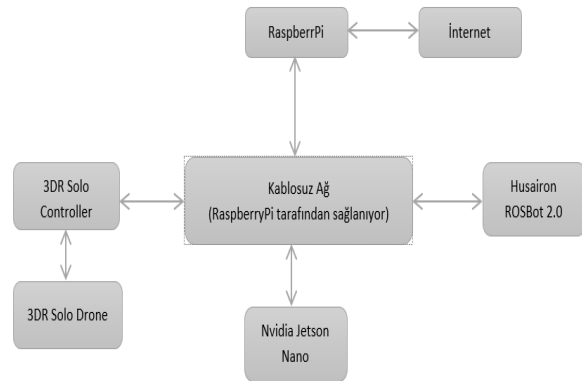 RaspberrPi
İnternet
3DR Solo
Controller
Kablosuz Ağ
(RaspberryPi tarafından sağlanıyor)
Husairon
ROSBot 2.0
3DR Solo Drone
Nvidia Jetson
Nano